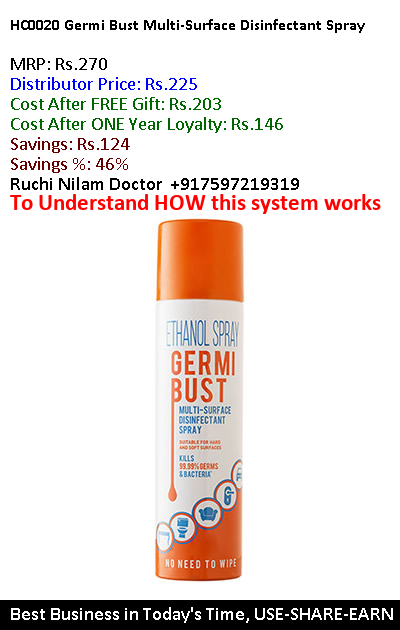 HC0020 Germi Bust Multi-Surface Disinfectant Spray
MRP: Rs.270
Distributor Price: Rs.225
Cost After FREE Gift: Rs.203
Cost After ONE Year Loyalty: Rs.146
Savings: Rs.124
Savings %: 46%
Ruchi Nilam Doctor +917597219319
To Understand HOW this system works
ETHANOL SPRAY
GERMI
BUST
MULTI-SURFACE
DISINFECTANT
SPRAY
SUITABLE FOR HARD
AND SOFT SURFACES
KILLS
99.99% GERMS
& BACTERIA*
NO NEED TO WIPE
Best Business in Today's Time, USE-SHARE-EARN